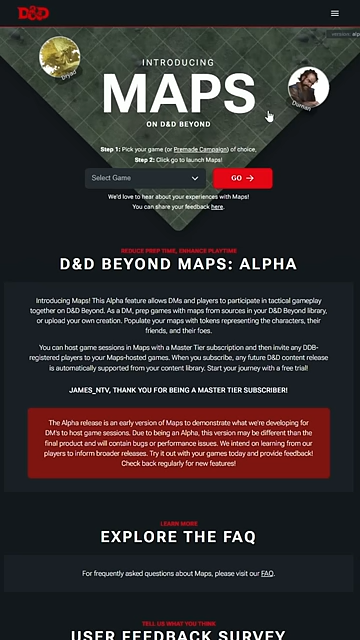 D&D
version: alp
Dryad
Durnan
INTRODUCING
MAPS
ON D&D BEYOND
Step 1: Pick your game (or Premade Campaign) of choice,
Step 2: Click go to launch Maps!
Select Game
GO
We'd love to hear about your experiences with Maps!
You can share your feedback here.
REDUCE PREP TIME, ENHANCE PLAYTIME
D&D BEYOND MAPS: ALPHA
Introducing Maps! This Alpha feature allows DMs and players to participate in tactical gameplay
together on D&D Beyond. As a DM, prep games with maps from sources in your D&D Beyond library,
or upload your own creation. Populate your maps with tokens representing the characters, their
friends, and their foes.
You can host game sessions in Maps with a Master Tier subscription and then invite any DDB-
registered players to your Maps-hosted games. When you subscribe, any future D&D content release
is automatically supported from your content library. Start your journey with a free trial!
JAMES_NTV, THANK YOU FOR BEING A MASTER TIER SUBSCRIBER!
The Alpha release is an early version of Maps to demonstrate what we're developing for
DM's to host game sessions. Due to being an Alpha, this version may be different than the
final product and will contain bugs or performance issues. We intend on learning from our
players to inform broader releases. Try it out with your games today and provide feedback!
Check back regularly for new features!
LEARN MORE
EXPLORE THE FAQ
For frequently asked questions about Maps, please visit our FAQ.
TELL US WHAT YOU THINK
USER FEEDBACK SURVEY